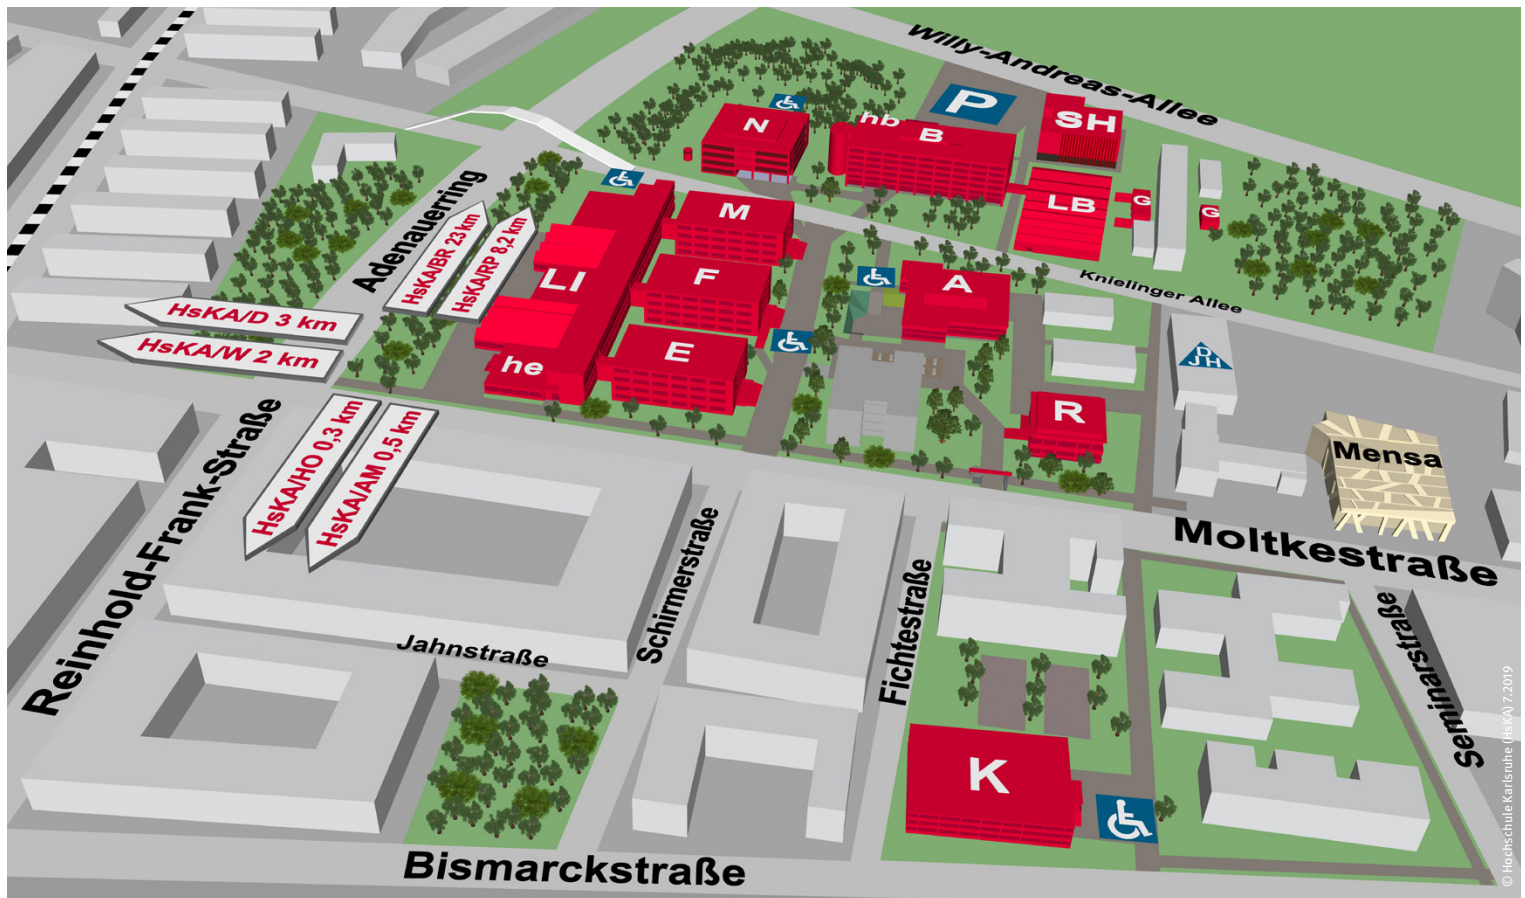 Willy-Andreas-Allee
P
SH
N
hb
B
LB
G
G
Adenauerring
HsKA/BR 23 km
HsKA/RP 8,2 km
M
LI
F
A
Knielinger Allee
HsKA/D 3 km
HsKA/W 2 km
he
E
D
JH
R
Mensa
HsKA/HO 0,3 km
HsKA/AM 0,5 km
Reinhold-Frank-Straße
Moltkestraße
Schirmerstraße
Jahnstraße
Fichtestraße
Seminarstraße
K
Bismarckstraße
© Hochschule Karlsruhe (HsKA) 7.2019